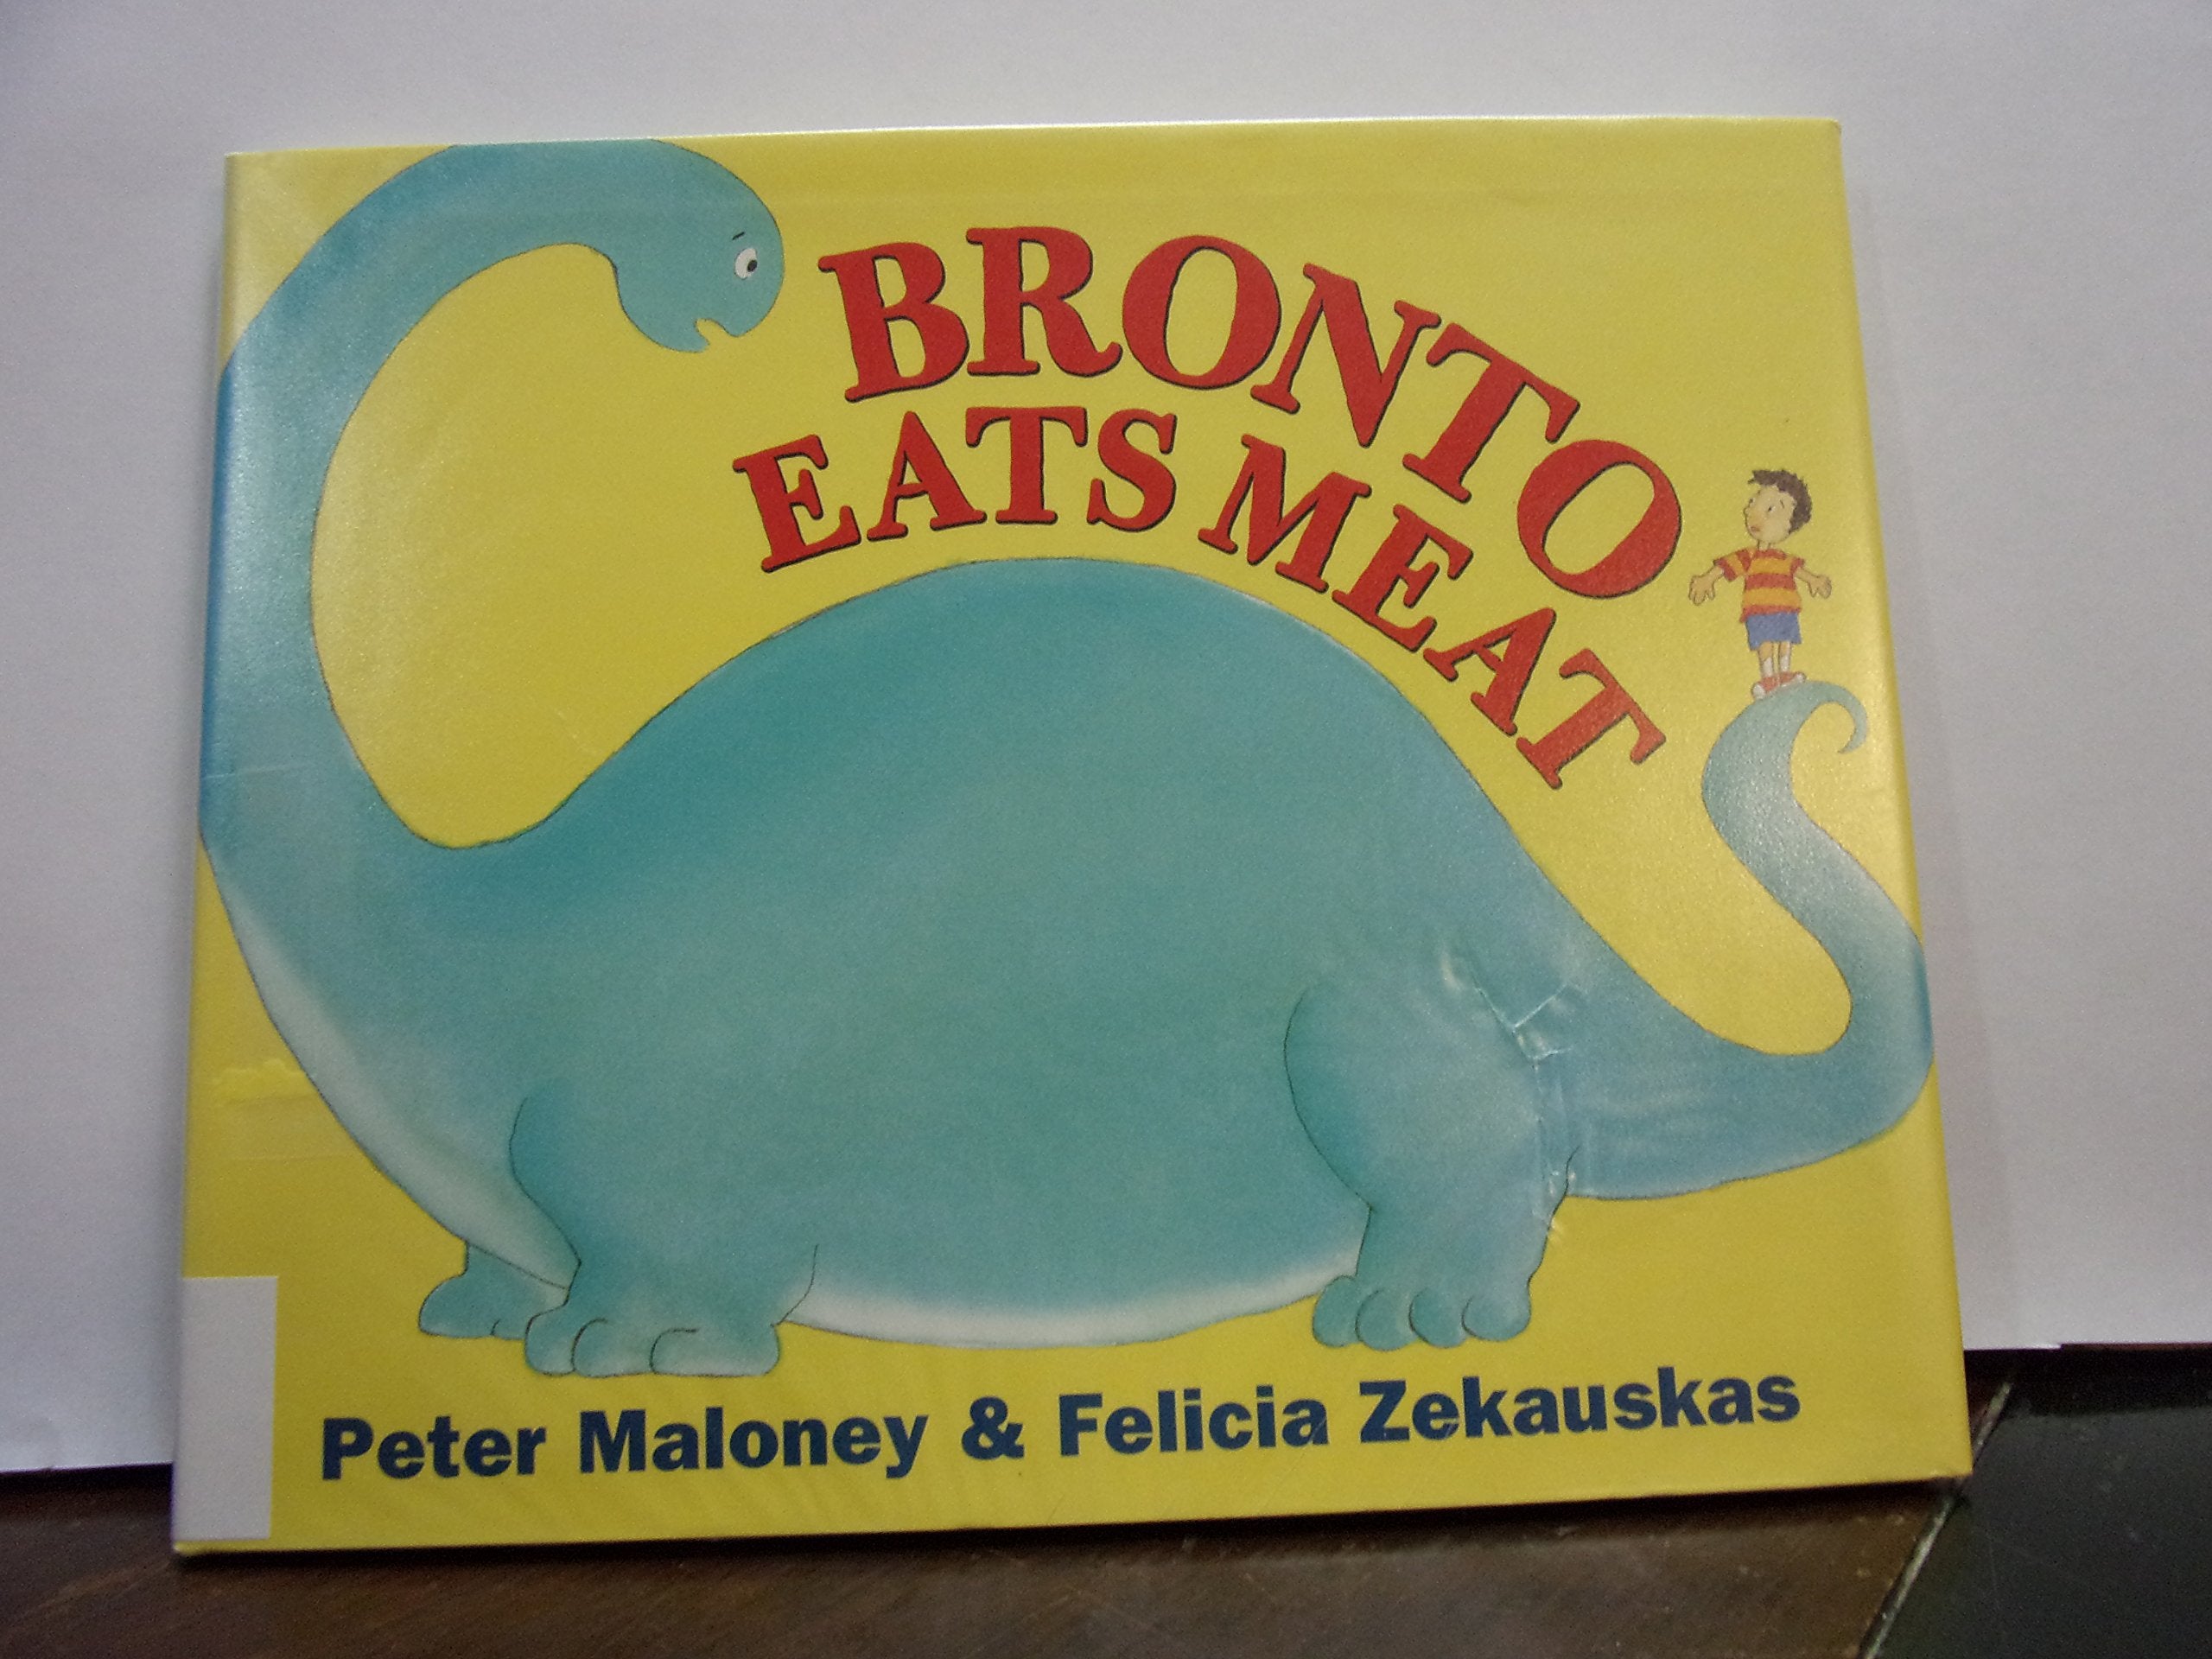 BRONTO
EATS MEAT
Peter Maloney & Felicia Zekauskas